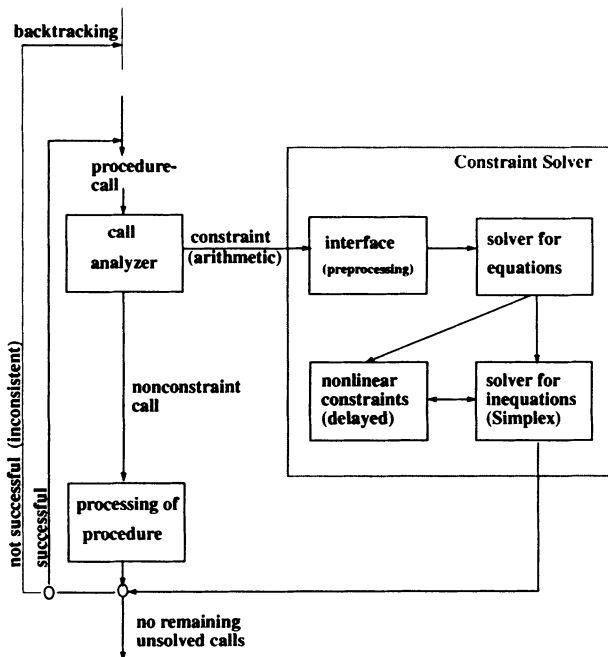 backtracking
procedure-
call
Constraint Solver
call
analyzer
constraint
(arithmetic)
interface
(preprocessing)
solver for
equations
nonconstraint
call
nonlinear
constraints
(delayed)
solver for
inequations
(Simplex)
not successful (inconsistent)
successful
processing of
procedure
no remaining
unsolved calls